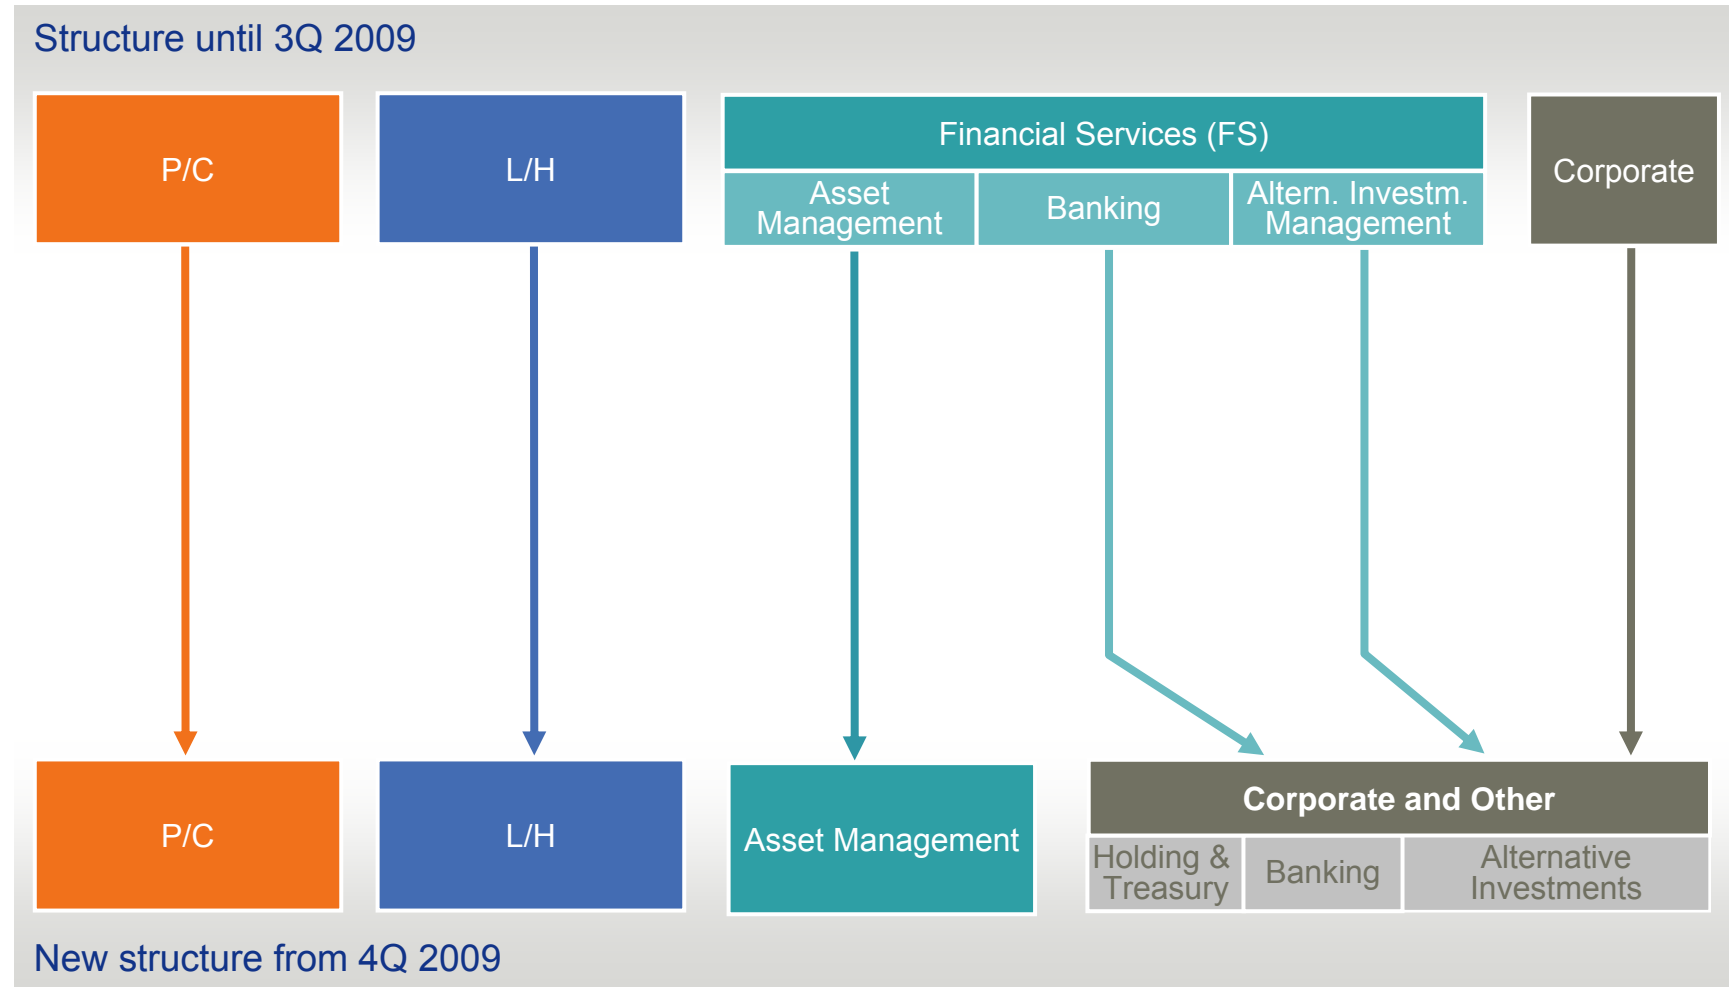 Structure until 3Q 2009
P/C
L/H
Financial Services (FS)
Asset
Management
Banking
Altern. Investm.
Management
Corporate
P/C
L/H
Asset Management
Corporate and Other
Holding &
Treasury
Banking
Alternative
Investments
New structure from 4Q 2009